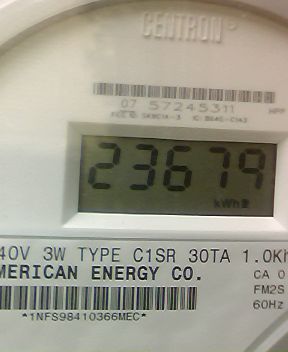 CENTRON®
07 57245311
23679
kWh
40V 3W TYPE C1SR 30TA 1.0Kh
MERICAN ENERGY CO.
CA 0
FM2S
60Hz
*1NFS98410366MEC*